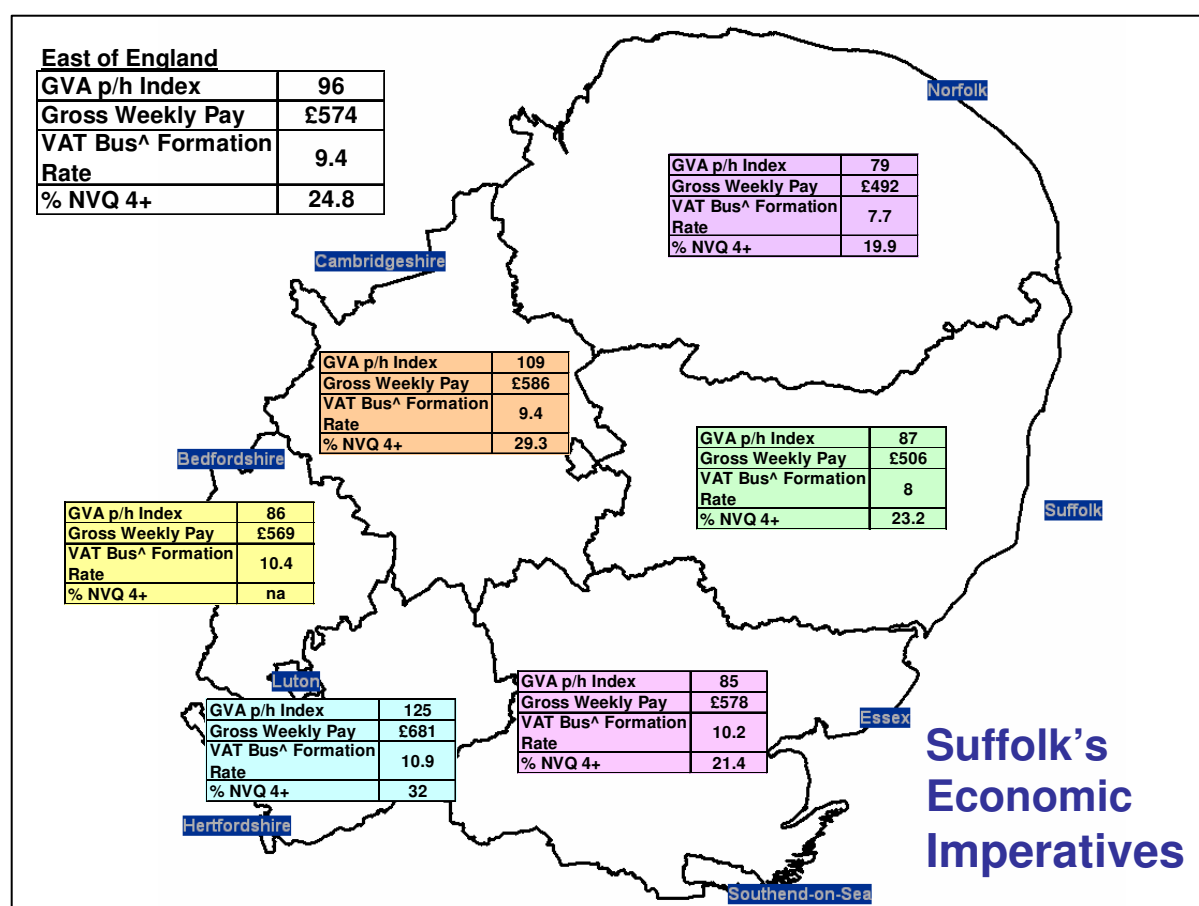 East of England
GVA p/h Index 96
Gross Weekly Pay £574
VAT Bus^ Formation
Rate 9.4
% NVQ 4+ 24.8
Norfolk
GVA p/h Index 79
Gross Weekly Pay £492
VAT Bus^ Formation
Rate 7.7
% NVQ 4+ 19.9
Cambridgeshire
GVA p/h Index 109
Gross Weekly Pay £586
VAT Bus^ Formation
Rate 9.4
% NVQ 4+ 29.3
GVA p/h Index 87
Gross Weekly Pay £506
VAT Bus^ Formation
Rate 8
% NVQ 4+ 23.2
Bedfordshire
Suffolk
GVA p/h Index 86
Gross Weekly Pay £569
VAT Bus^ Formation
Rate 10.4
% NVQ 4+ na
Luton
GVA p/h Index 125
Gross Weekly Pay £681
VAT Bus^ Formation
Rate 10.9
% NVQ 4+ 32
GVA p/h Index 85
Gross Weekly Pay £578
VAT Bus^ Formation
Rate 10.2
% NVQ 4+ 21.4
Essex
Hertfordshire
Southend-on-Sea
Suffolk's
Economic
Imperatives